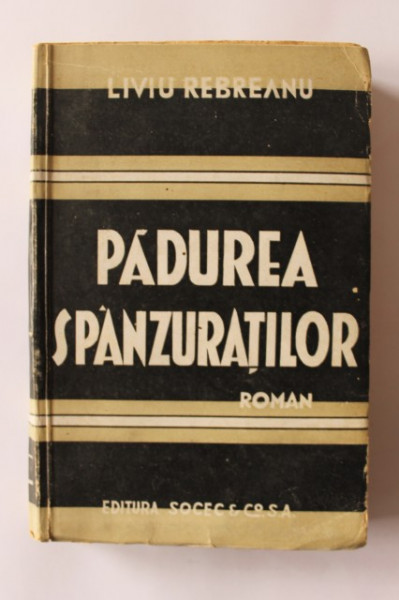 LIVIU REBREANU
PĂDUREA
SPÂNZURAȚILOR
ROMAN
EDITURA SOCEC & Co. S.A.